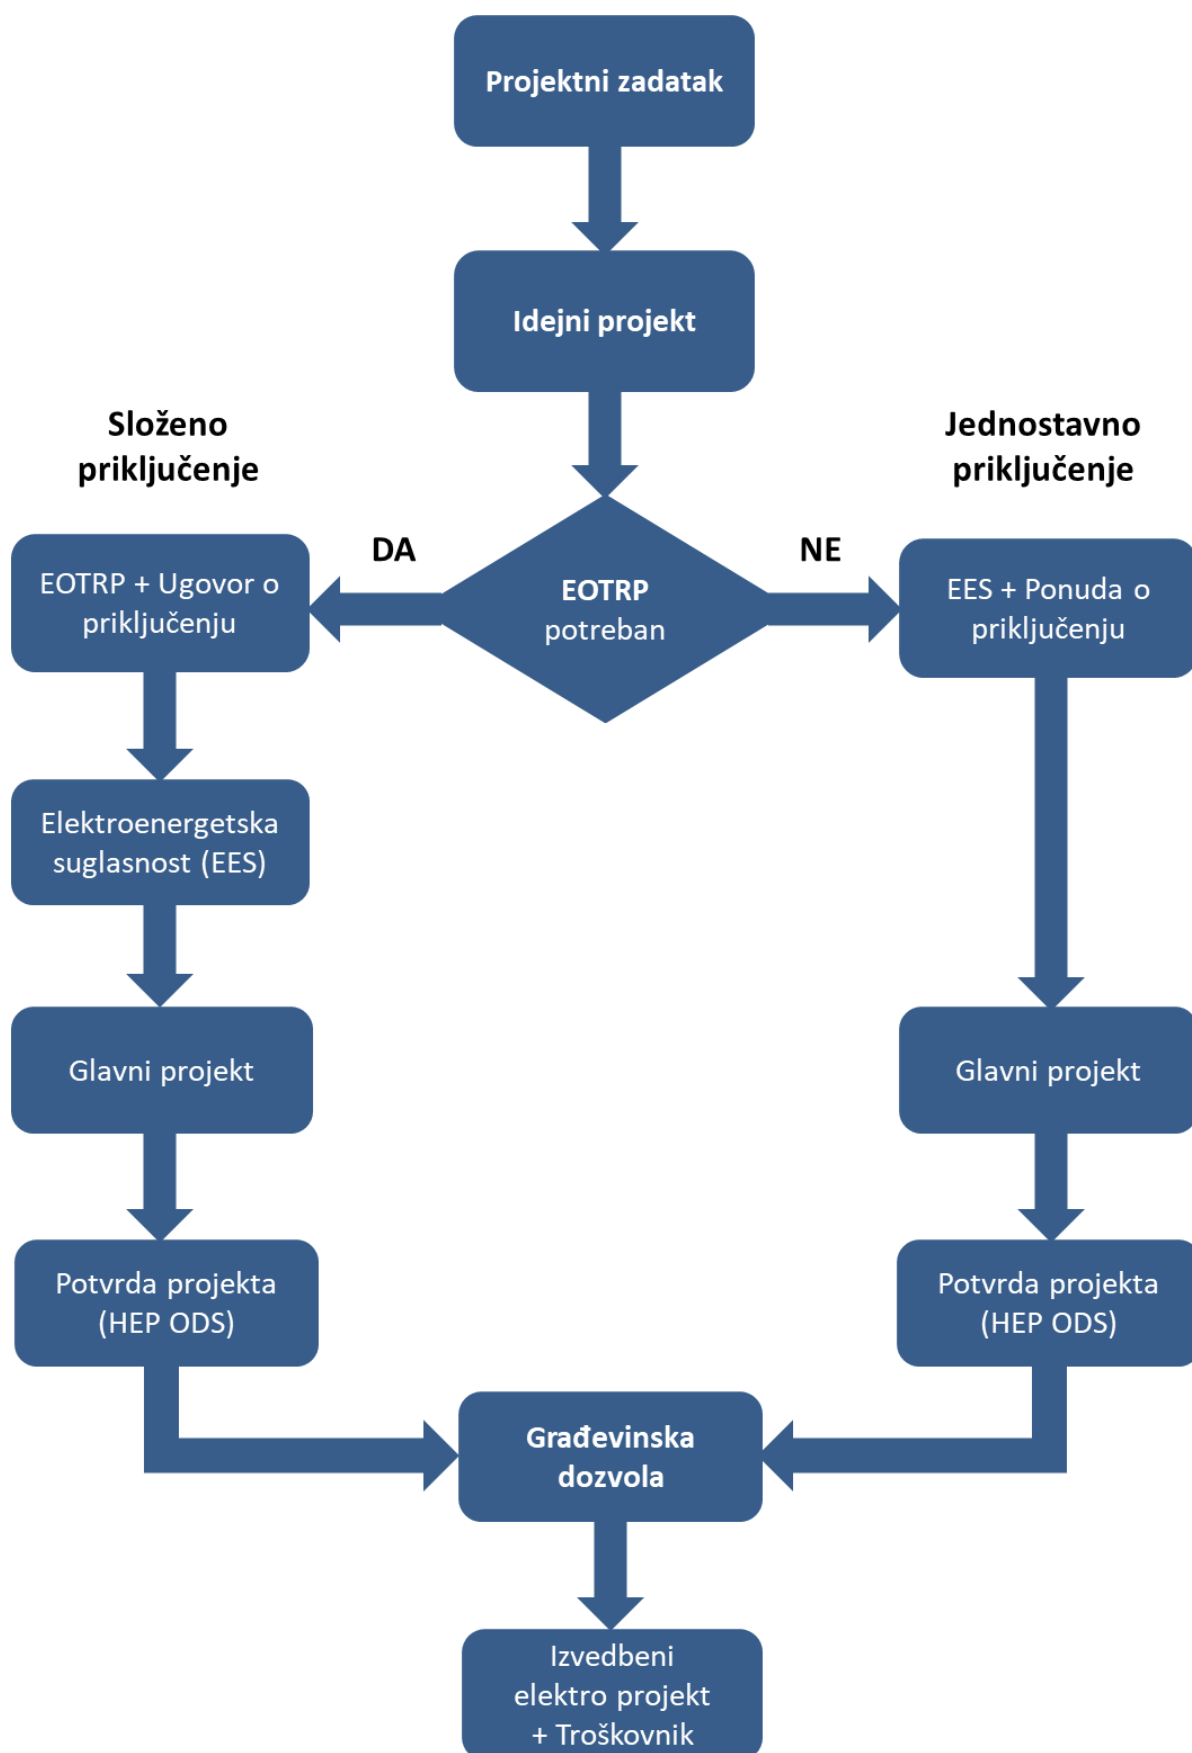 Projektni zadatak
Idejni projekt
Složeno
priključenje
Jednostavno
priključenje
DA
NE
EOTRP + Ugovor o
priključenju
EOTRP
potreban
EES + Ponuda o
priključenju
Elektroenergetska
suglasnost (EES)
Glavni projekt
Glavni projekt
Potvrda projekta
(HEP ODS)
Potvrda projekta
(HEP ODS)
Građevinska
dozvola
Izvedbeni
elektro projekt
+ Troškovnik